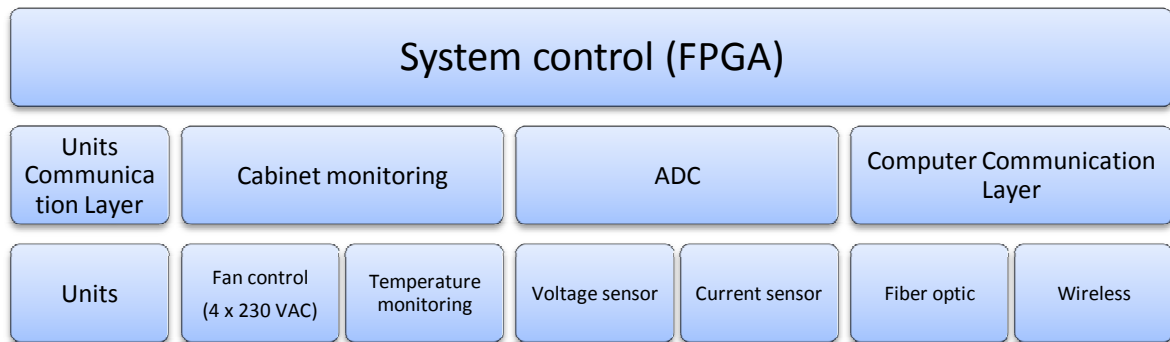 System control (FPGA)
Units
Communica
tion Layer
Cabinet monitoring
ADC
Computer Communication
Layer
Units
Fan control
(4 x 230 VAC)
Temperature
monitoring
Voltage sensor
Current sensor
Fiber optic
Wireless